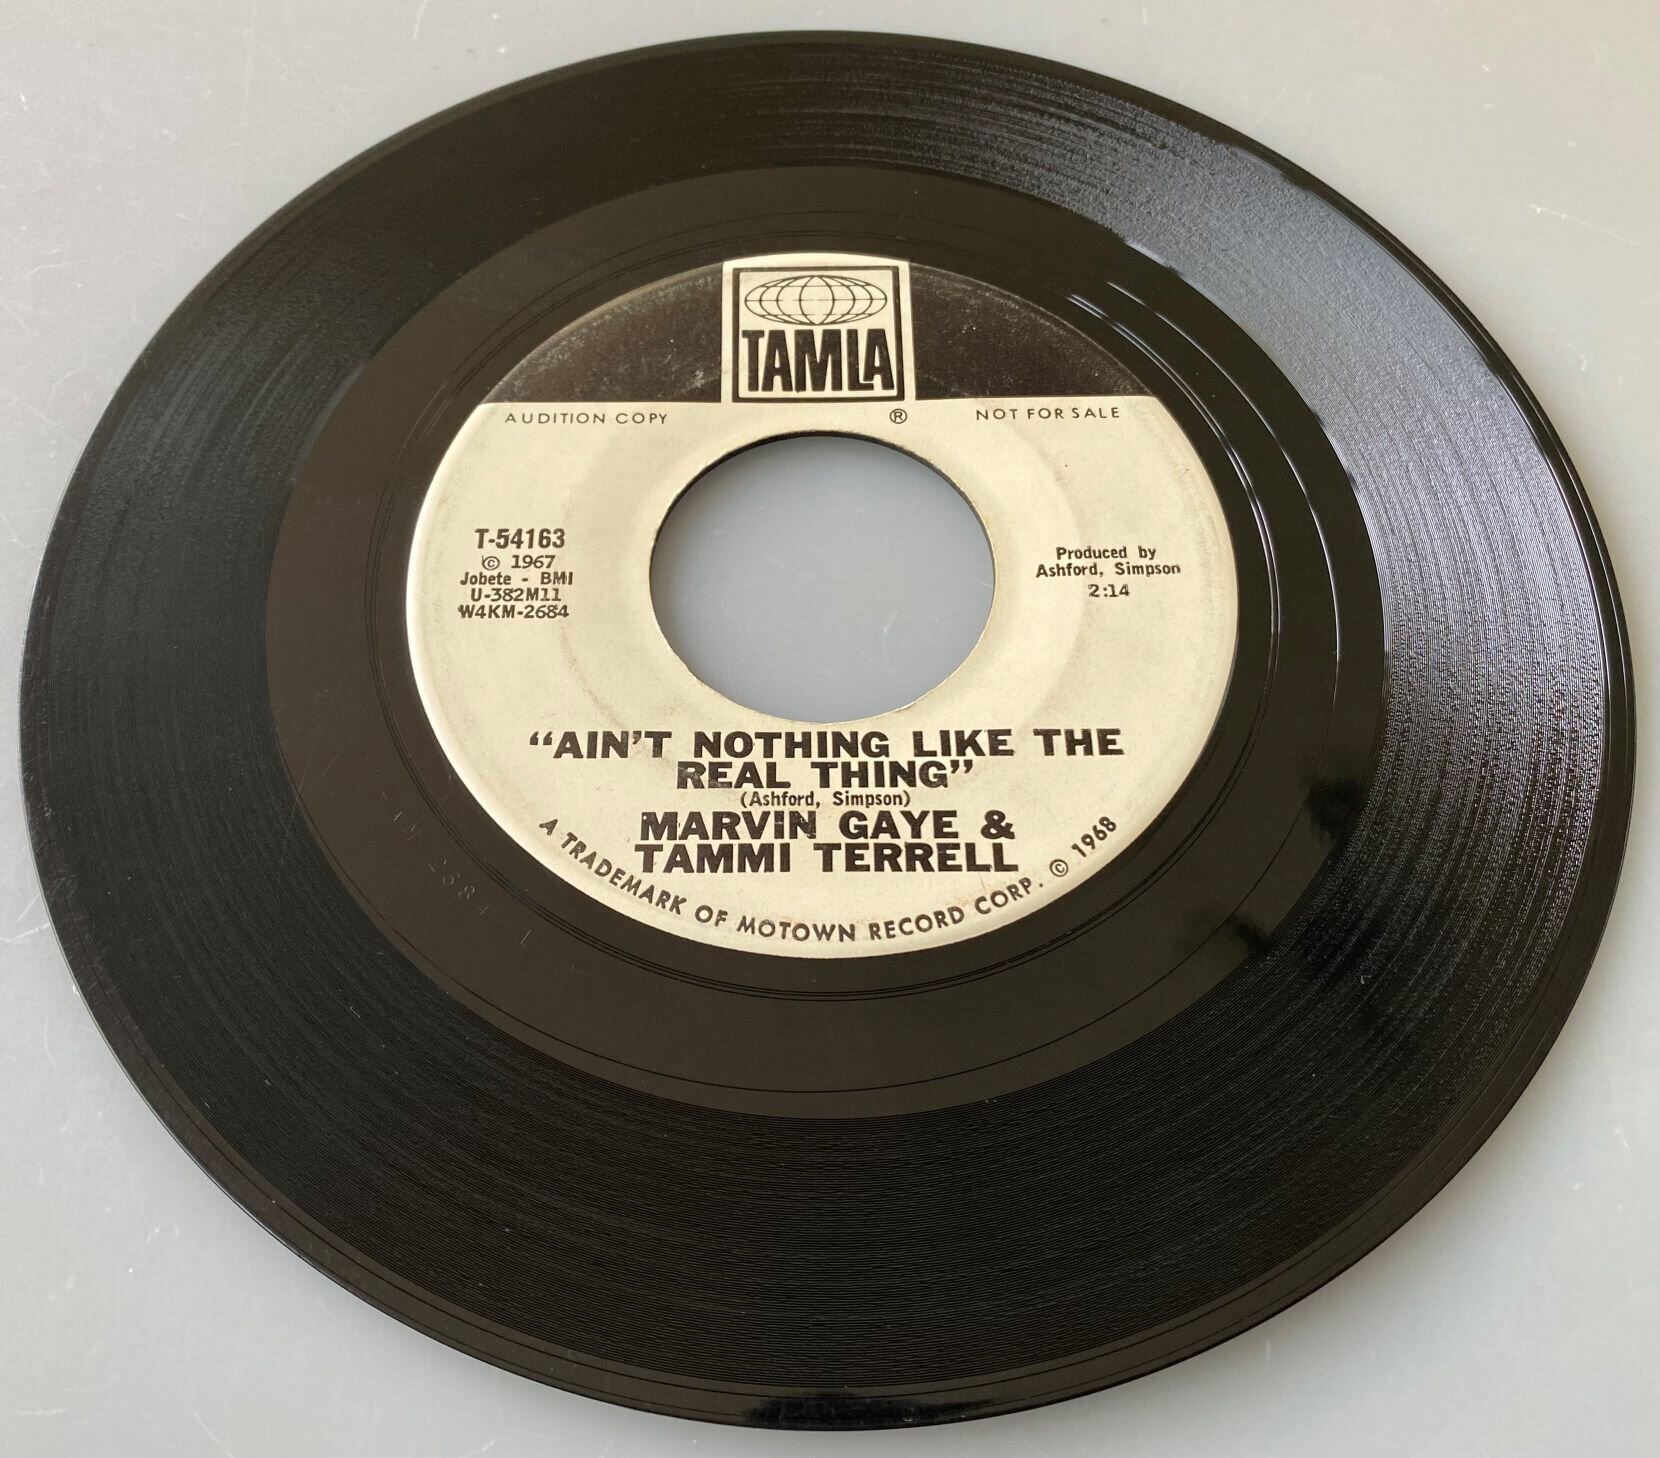 TAMLA
AUDITION COPY
®
NOT FOR SALE
T-54163
© 1967
Jobete - BMI
U-382M11
W4KM-2684
Produced by
Ashford, Simpson
2:14
"AIN'T NOTHING LIKE THE
REAL THING"
(Ashford, Simpson)
MARVIN GAYE &
TAMMI TERRELL
A TRADEMARK OF MOTOWN RECORD CORP. © 1968